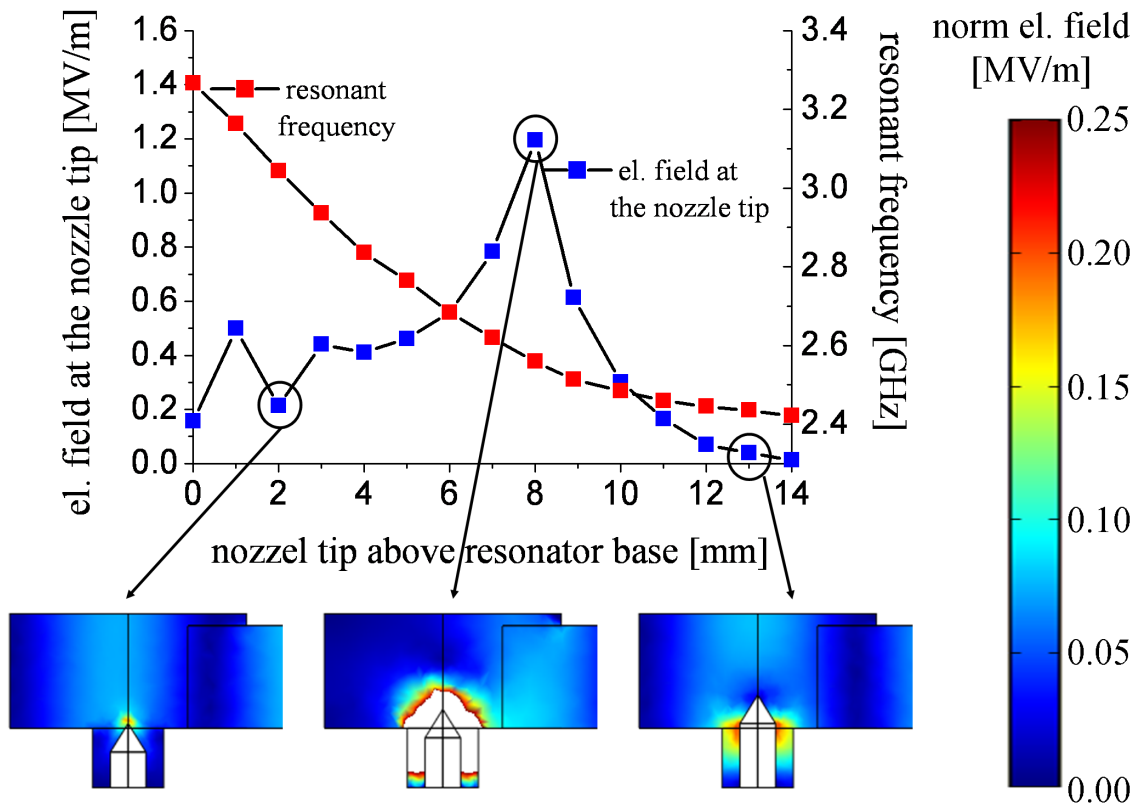 norm el. field
[MV/m]
el. field at the nozzle tip [MV/m]
1.6
1.4
1.2
1.0
0.8
0.6
0.4
0.2
0.0
resonant
frequency
el. field at
the nozzle tip
3.4
3.2
3.0
2.8
2.6
2.4
resonant frequency [GHz]
0 2 4 6 8 10 12 14
nozzel tip above resonator base [mm]
0.25
0.20
0.15
0.10
0.05
0.00